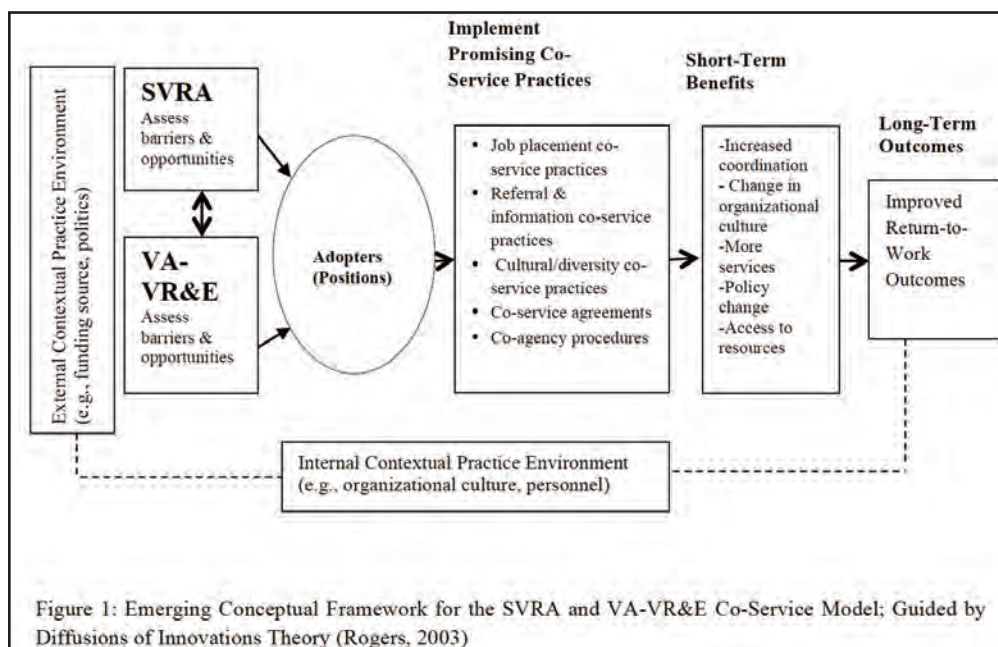 External Contextual Practice Environment
(e.g., funding source, politics)
SVRA
Assess
barriers &
opportunities
VA-
VR&E
Assess
barriers &
opportunities
Adopters
(Positions)
Implement
Promising Co-
Service Practices
• Job placement co-
service practices
• Referral &
information co-service
practices
• Cultural/diversity co-
service practices
• Co-service agreements
• Co-agency procedures
Short-Term
Benefits
-Increased
coordination
- Change in
organizational
culture
-More
services
-Policy
change
-Access to
resources
Long-Term
Outcomes
Improved
Return-to-
Work
Outcomes
Internal Contextual Practice Environment
(e.g., organizational culture, personnel)
Figure 1: Emerging Conceptual Framework for the SVRA and VA-VR&E Co-Service Model; Guided by
Diffusions of Innovations Theory (Rogers, 2003)